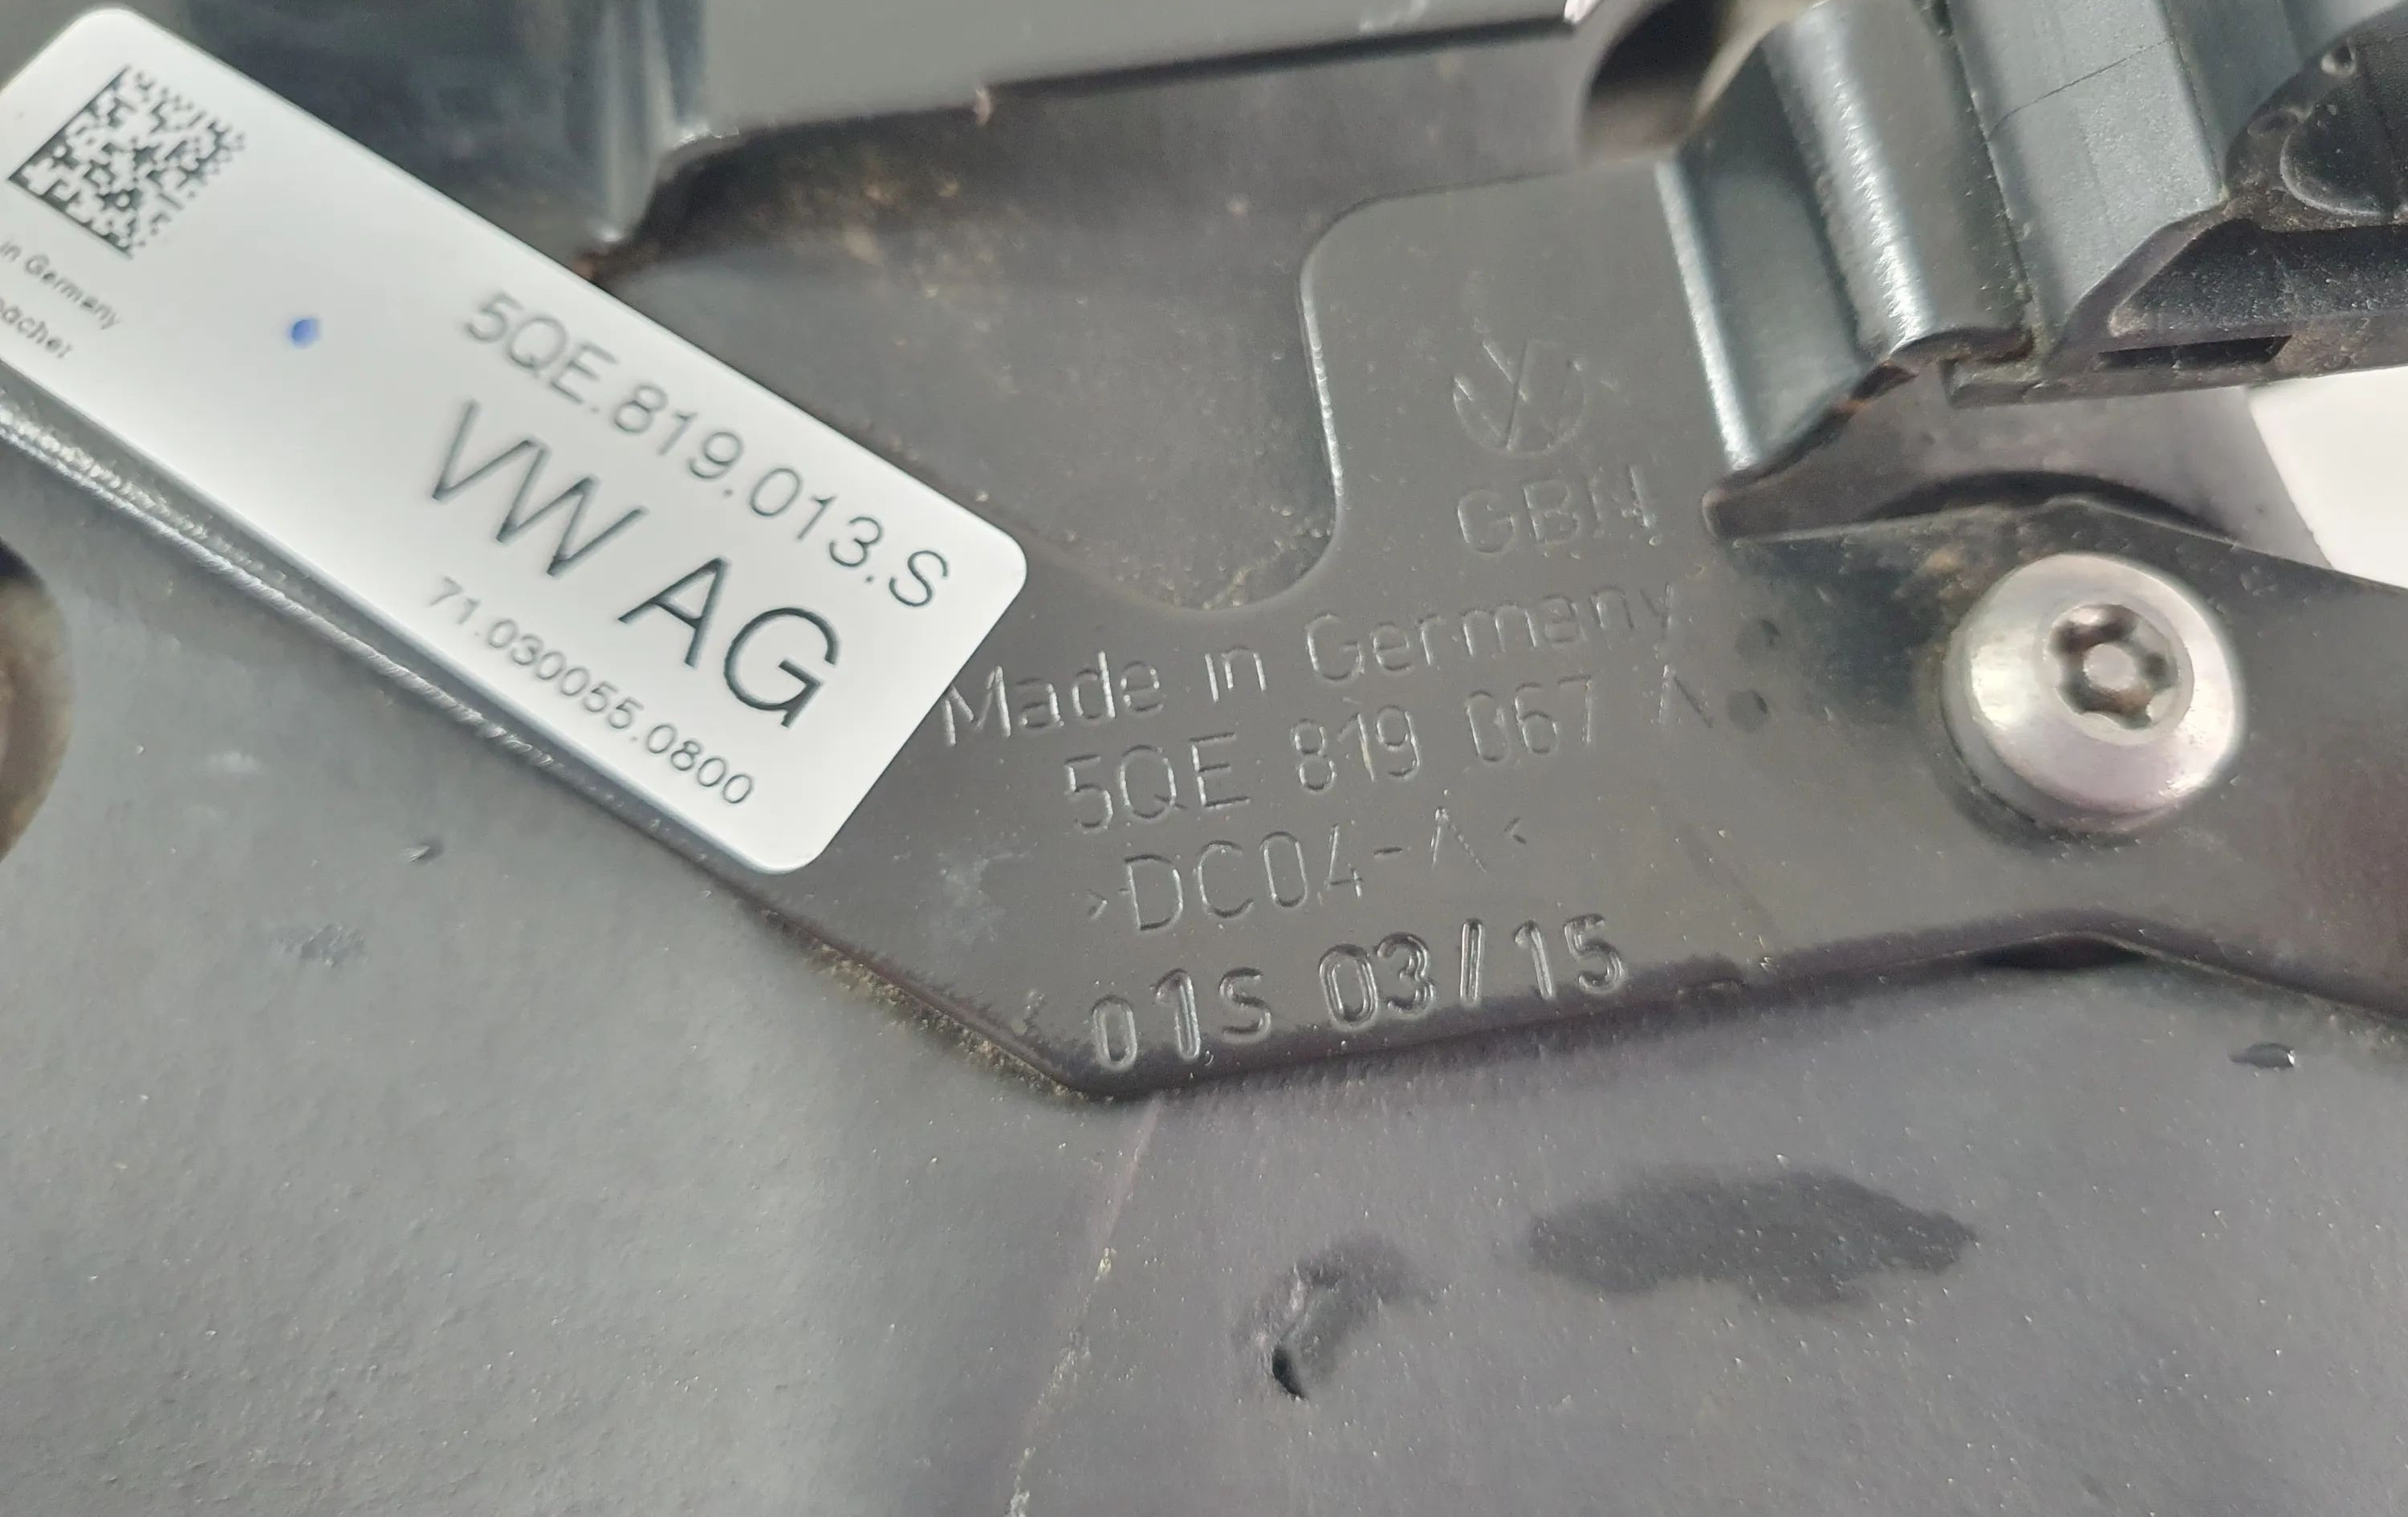 in Germany
5QE.819.013.S
VW AG
71.030055.0800
GBN
Made in Germany
5QE 819 067 A
>DC04-A<
01S 03/15